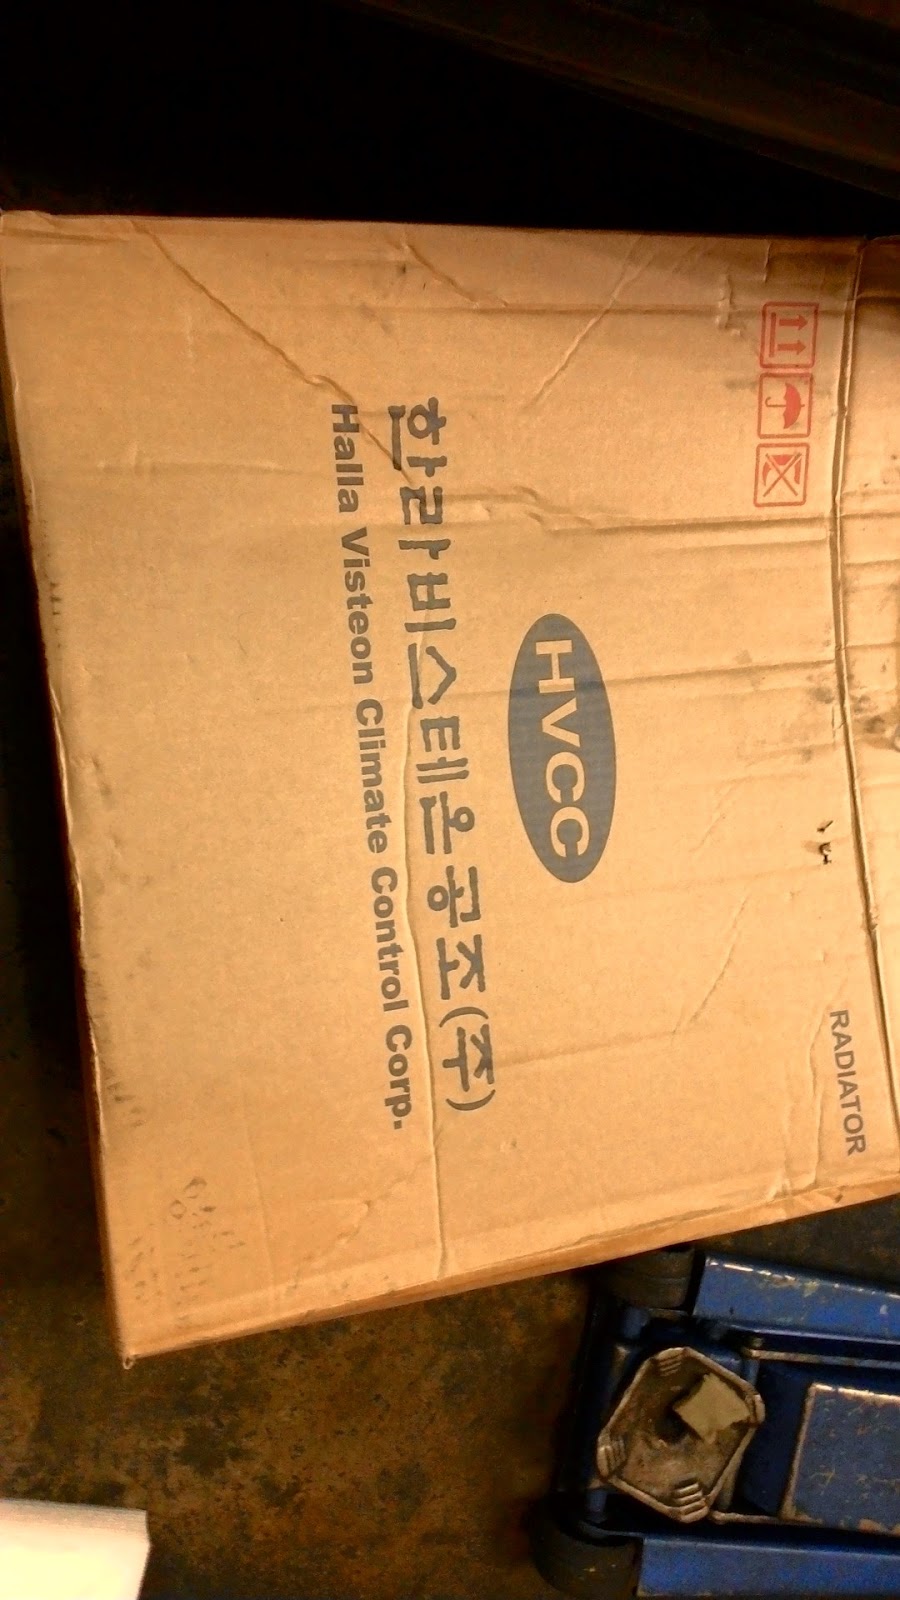 RADIATOR
HVCC
한라비스테온공조(주)
Halla Visteon Climate Control Corp.